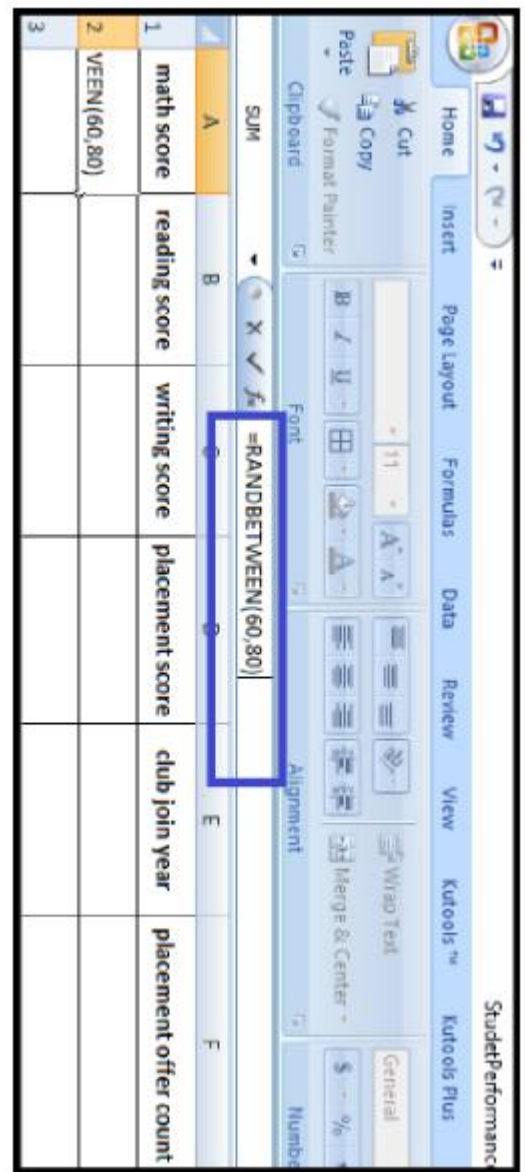 StudetPerformanc
Home Insert Page Layout Formulas Data Review View Kutools ™ Kutools Plus
Cut
Copy
Format Painter
Paste
11 A A
B I U A
Wrap Text
Merge & Center
General
$ %
Clipboard Font Alignment Numbe
SUM fx =RANDBETWEEN(60,80)
A B C D E F
1 math score reading score writing score placement score club join year placement offer count
2 VEEN(60,80)
3